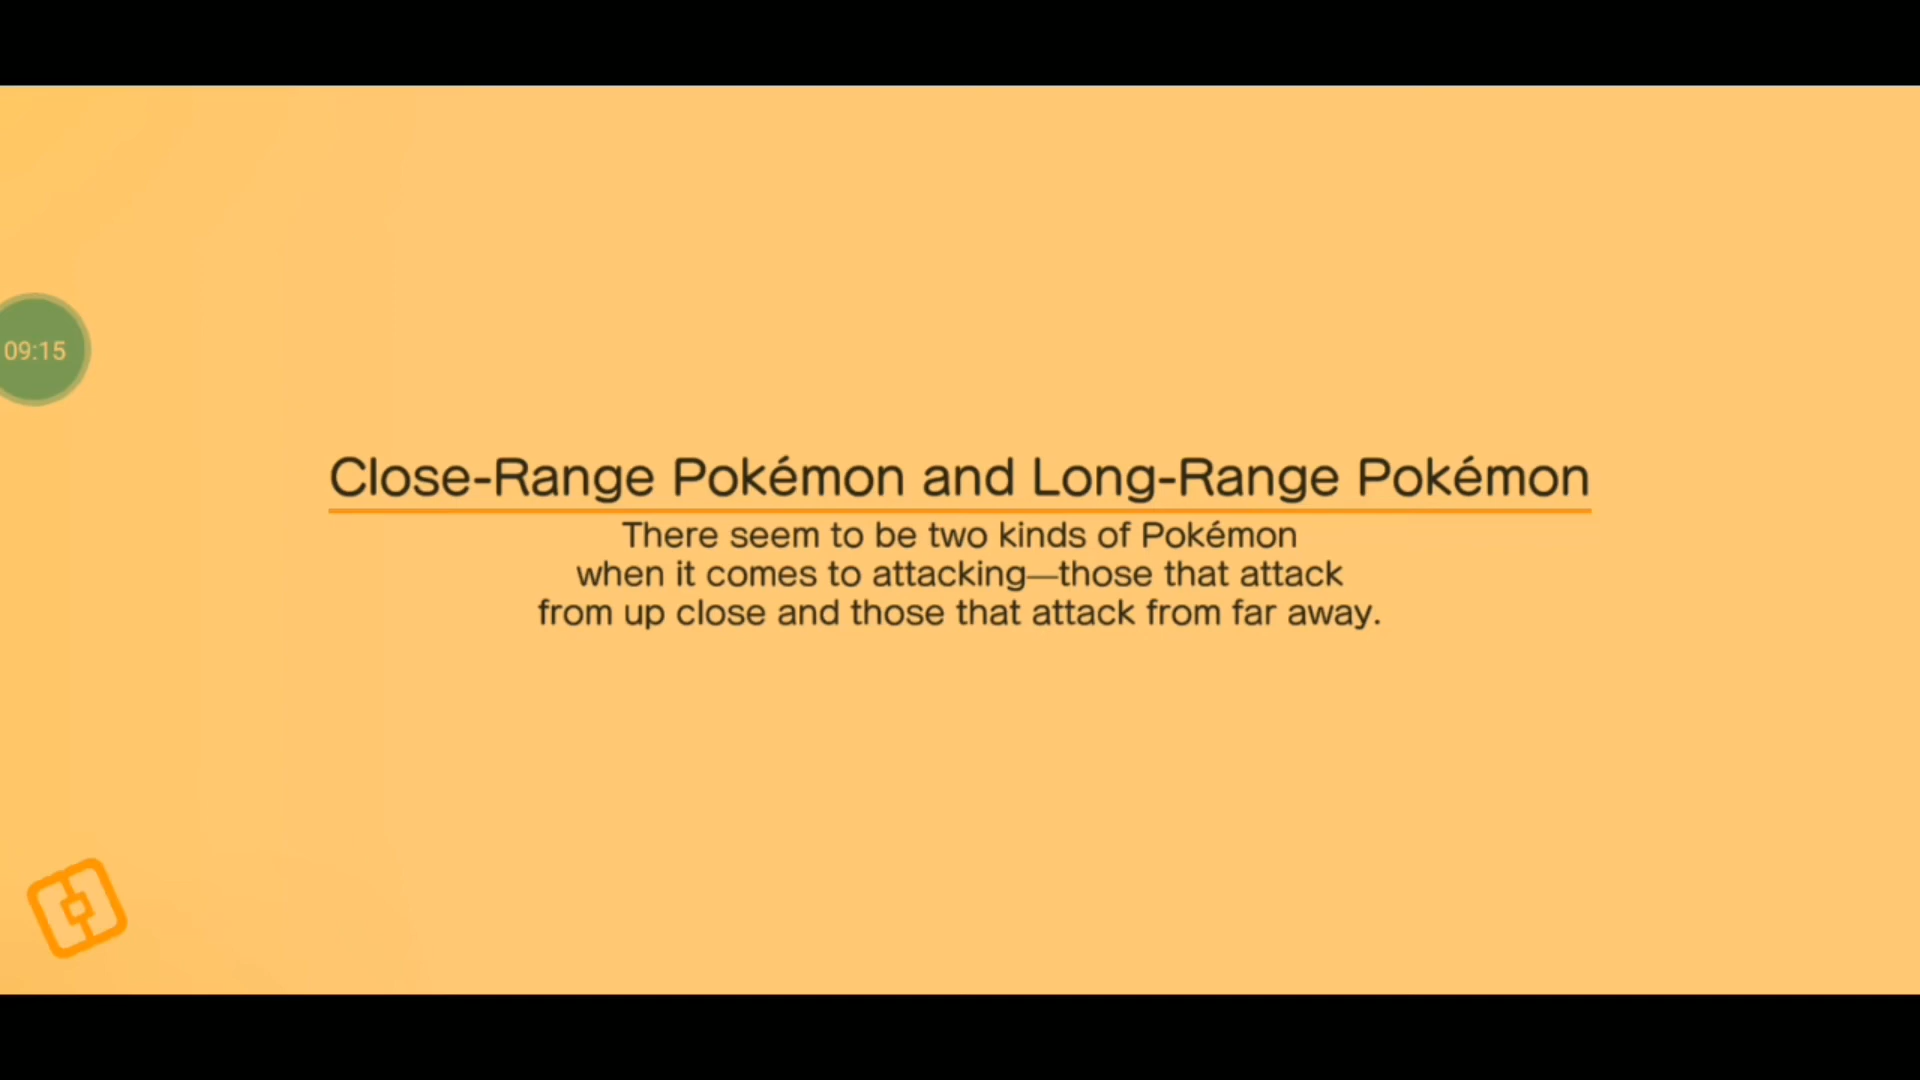 09:15
Close-Range Pokémon and Long-Range Pokémon
There seem to be two kinds of Pokémon
when it comes to attacking—those that attack
from up close and those that attack from far away.